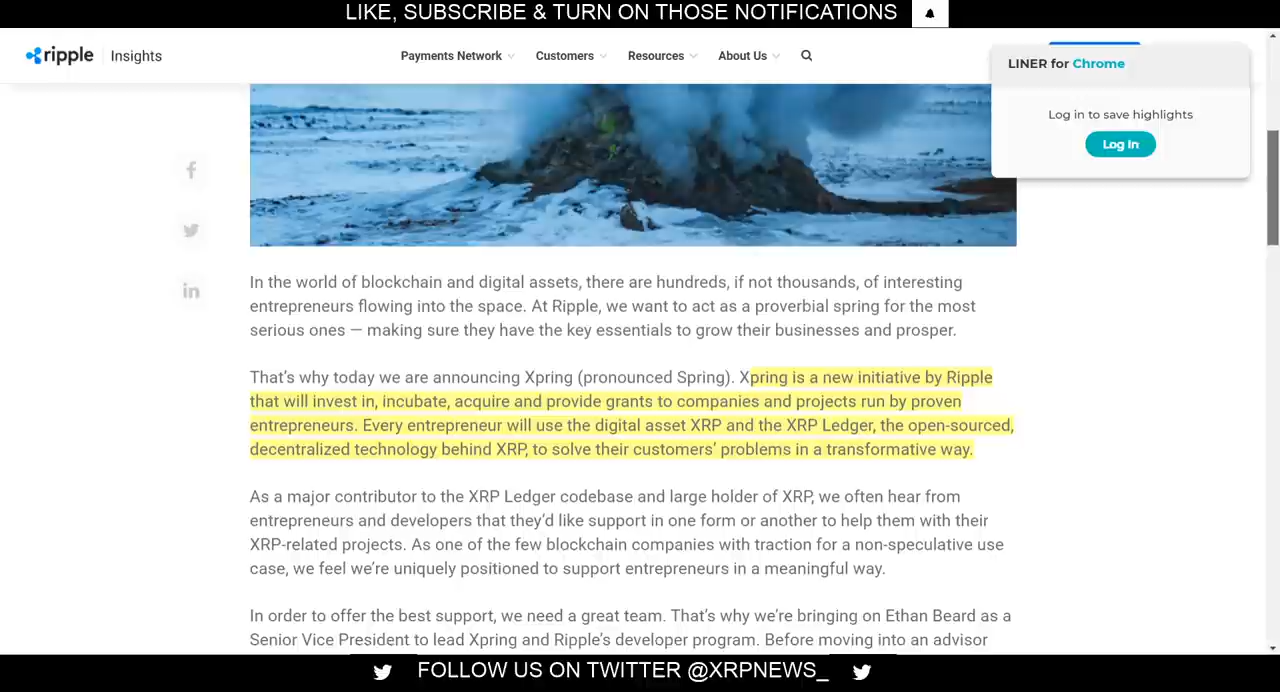 LIKE, SUBSCRIBE & TURN ON THOSE NOTIFICATIONS
ripple Insights Payments Network Customers Resources About Us
LINER for Chrome
Log in to save highlights
Log In
In the world of blockchain and digital assets, there are hundreds, if not thousands, of interesting
entrepreneurs flowing into the space. At Ripple, we want to act as a proverbial spring for the most
serious ones — making sure they have the key essentials to grow their businesses and prosper.
That’s why today we are announcing Xpring (pronounced Spring). Xpring is a new initiative by Ripple
that will invest in, incubate, acquire and provide grants to companies and projects run by proven
entrepreneurs. Every entrepreneur will use the digital asset XRP and the XRP Ledger, the open-sourced,
decentralized technology behind XRP, to solve their customers’ problems in a transformative way.
As a major contributor to the XRP Ledger codebase and large holder of XRP, we often hear from
entrepreneurs and developers that they’d like support in one form or another to help them with their
XRP-related projects. As one of the few blockchain companies with traction for a non-speculative use
case, we feel we’re uniquely positioned to support entrepreneurs in a meaningful way.
In order to offer the best support, we need a great team. That’s why we’re bringing on Ethan Beard as a
Senior Vice President to lead Xpring and Ripple’s developer program. Before moving into an advisor
FOLLOW US ON TWITTER @XRPNEWS_